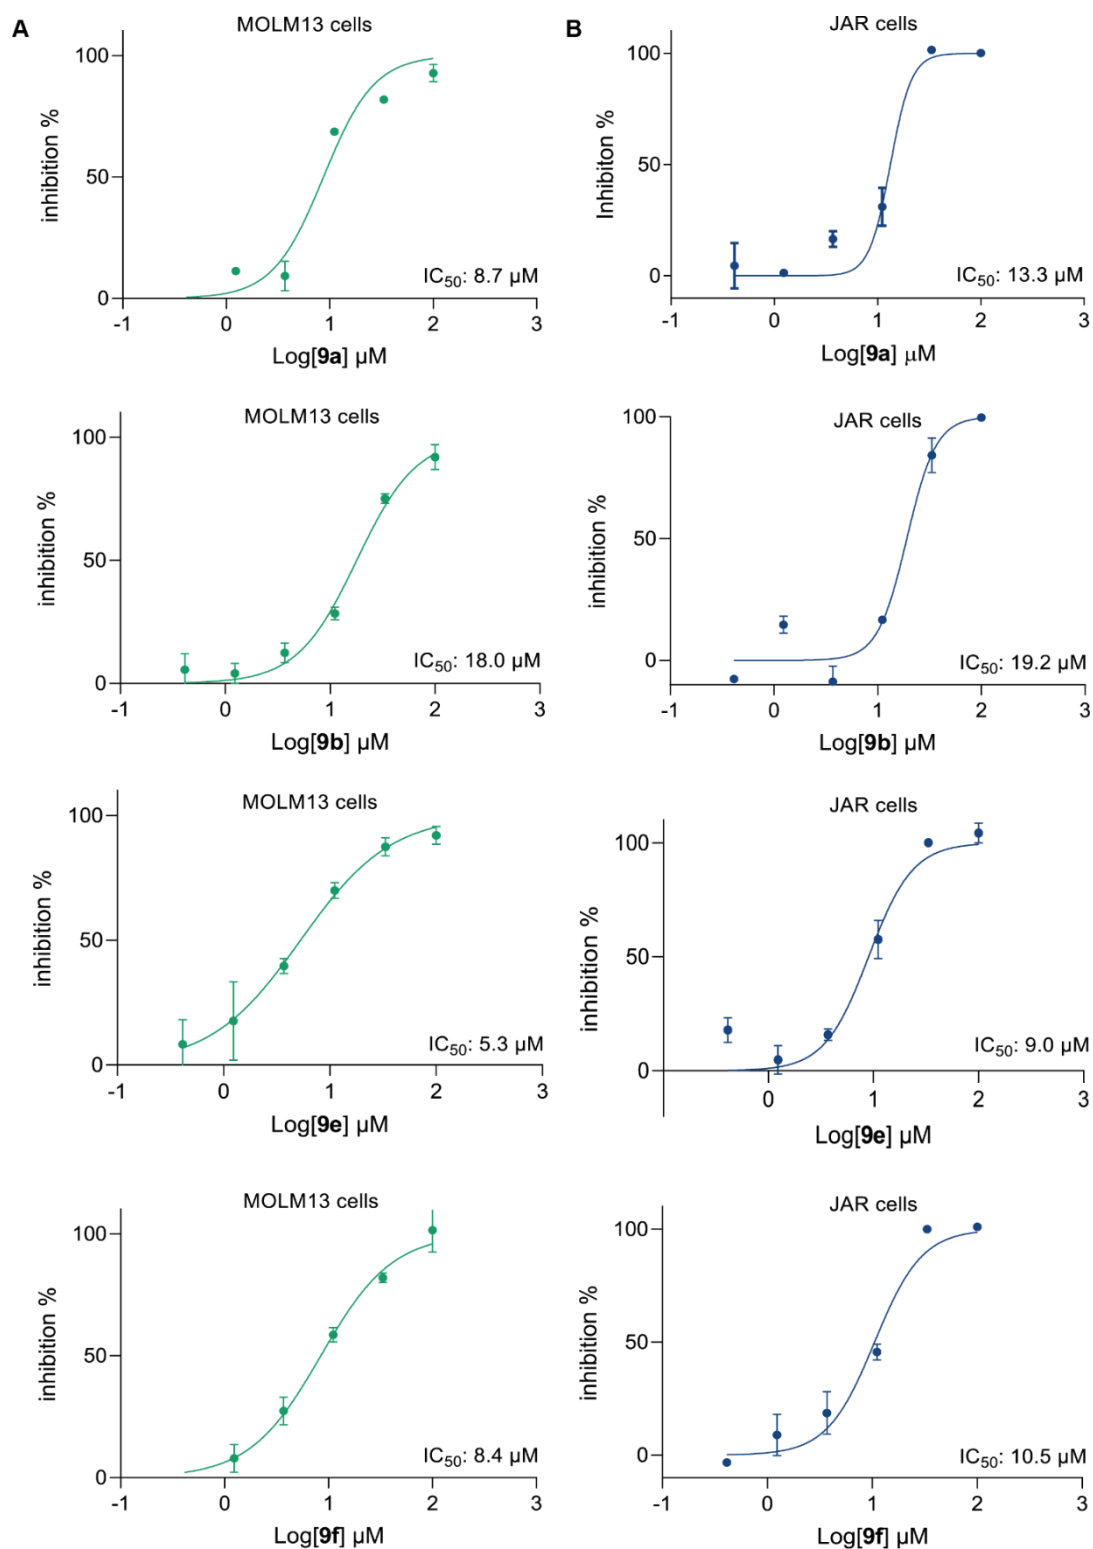 A
MOLM13 cells
100
50
0
inhibition %
IC50: 8.7 µM
-1 0 1 2 3
Log[9a] µM
B
JAR cells
100
50
0
Inhibiton %
IC50: 13.3 µM
-1 0 1 2 3
Log[9a] µM
MOLM13 cells
100
50
0
inhibition %
IC50: 18.0 µM
-1 0 1 2 3
Log[9b] µM
JAR cells
100
50
0
inhibition %
IC50: 19.2 µM
-1 0 1 2 3
Log[9b] µM
MOLM13 cells
100
50
0
inhibition %
IC50: 5.3 µM
-1 0 1 2 3
Log[9e] µM
JAR cells
100
50
0
inhibition %
IC50: 9.0 µM
0 1 2 3
Log[9e] µM
MOLM13 cells
100
50
0
inhibition %
IC50: 8.4 µM
-1 0 1 2 3
Log[9f] µM
JAR cells
100
50
0
inhibition %
IC50: 10.5 µM
-1 0 1 2 3
Log[9f] µM